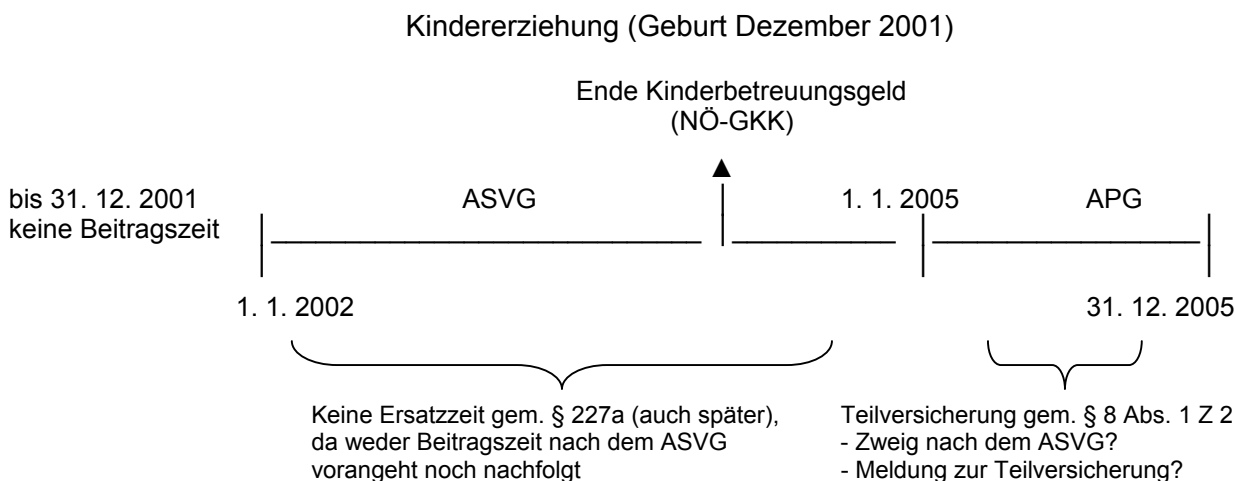 Kindererziehung (Geburt Dezember 2001)
Ende Kinderbetreuungsgeld
(NÖ-GKK)
bis 31. 12. 2001
keine Beitragszeit
ASVG
1. 1. 2005
APG
1. 1. 2002
31. 12. 2005
Keine Ersatzzeit gem. § 227a (auch später),
da weder Beitragszeit nach dem ASVG
vorangeht noch nachfolgt
Teilversicherung gem. § 8 Abs. 1 Z 2
- Zweig nach dem ASVG?
- Meldung zur Teilversicherung?